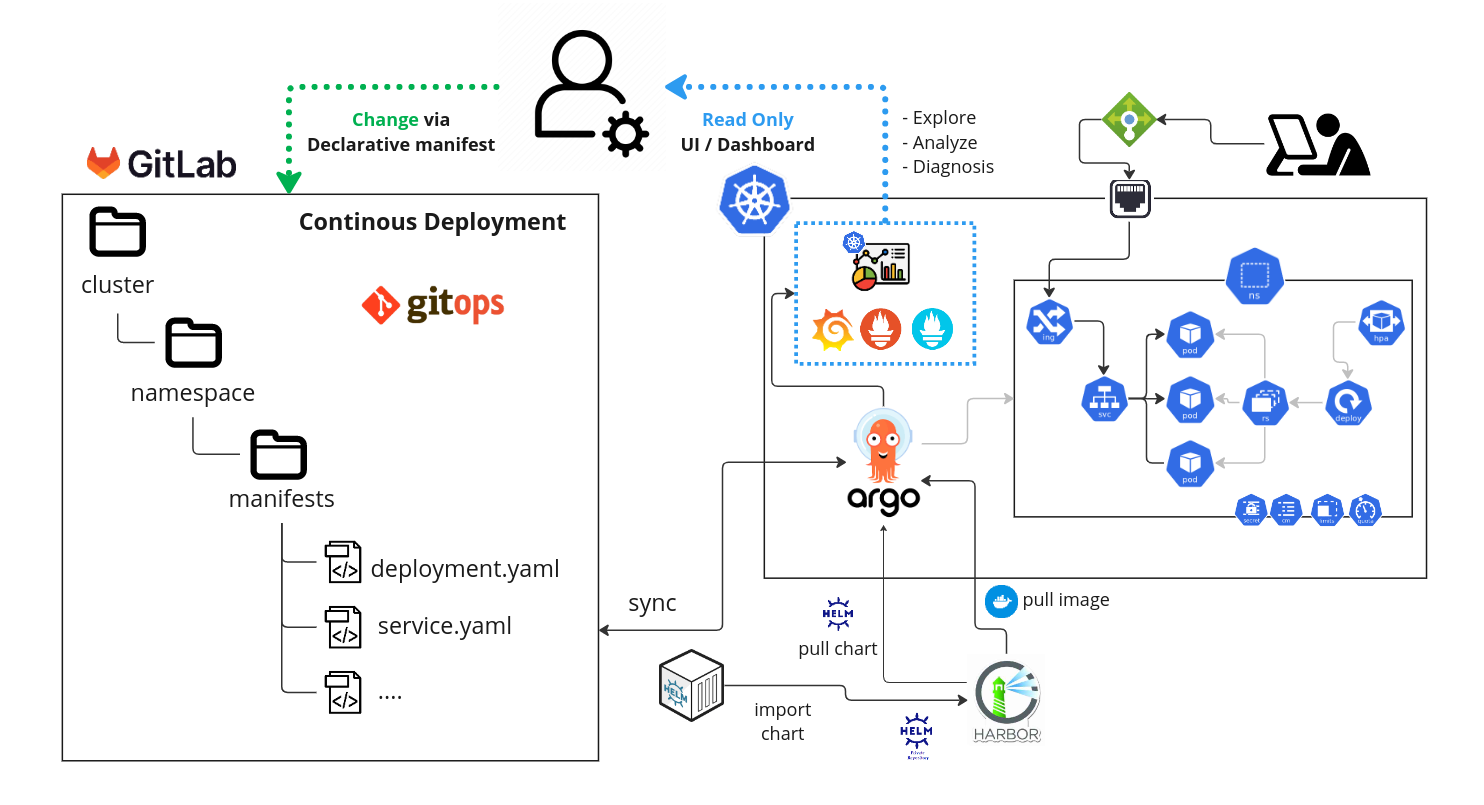 Change via
Declarative manifest
Read Only
UI / Dashboard
- Explore
- Analyze
- Diagnosis
GitLab
Continous Deployment
cluster
gitops
namespace
manifests
deployment.yaml
service.yaml
....
sync
ns
ing
svc
pod
pod
pod
rs
hpa
deploy
secret
cm
limits
quota
argo
HELM
pull chart
pull image
HELM
import
chart
HELM
Private
Repository
HARBOR